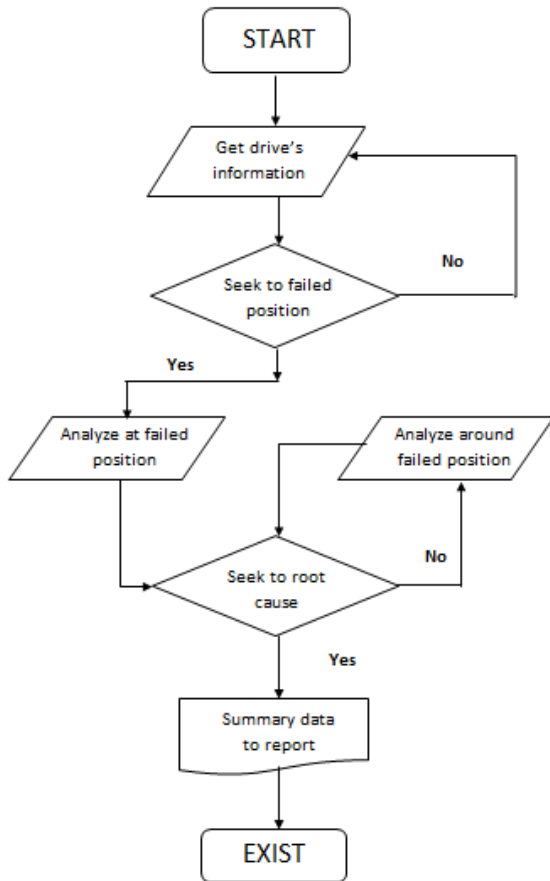 START
Get drive's
information
No
Seek to failed
position
Yes
Analyze at failed
position
Analyze around
failed position
No
Seek to root
cause
Yes
Summary data
to report
EXIST